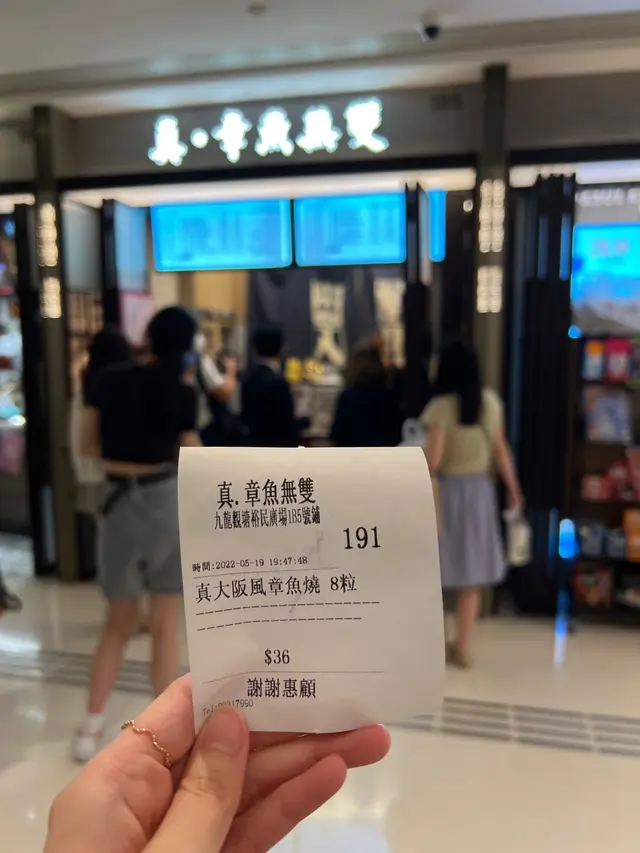 真·章魚無雙
真.章魚無雙
九龍觀塘裕民廣場1B5號鋪
191
時間:2022-05-19 19:47:48
真大阪風章魚燒 8粒
$36
謝謝惠顧